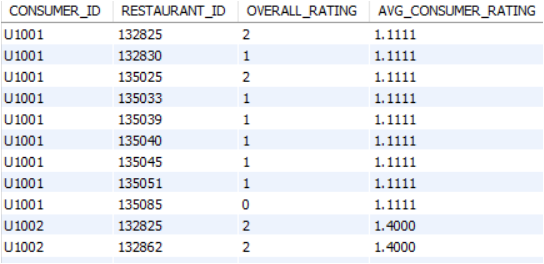 CONSUMER_ID RESTAURANT_ID OVERALL_RATING AVG_CONSUMER_RATING
U1001 132825 2 1.1111
U1001 132830 1 1.1111
U1001 135025 2 1.1111
U1001 135033 1 1.1111
U1001 135039 1 1.1111
U1001 135040 1 1.1111
U1001 135045 1 1.1111
U1001 135051 1 1.1111
U1001 135085 0 1.1111
U1002 132825 2 1.4000
U1002 132862 2 1.4000